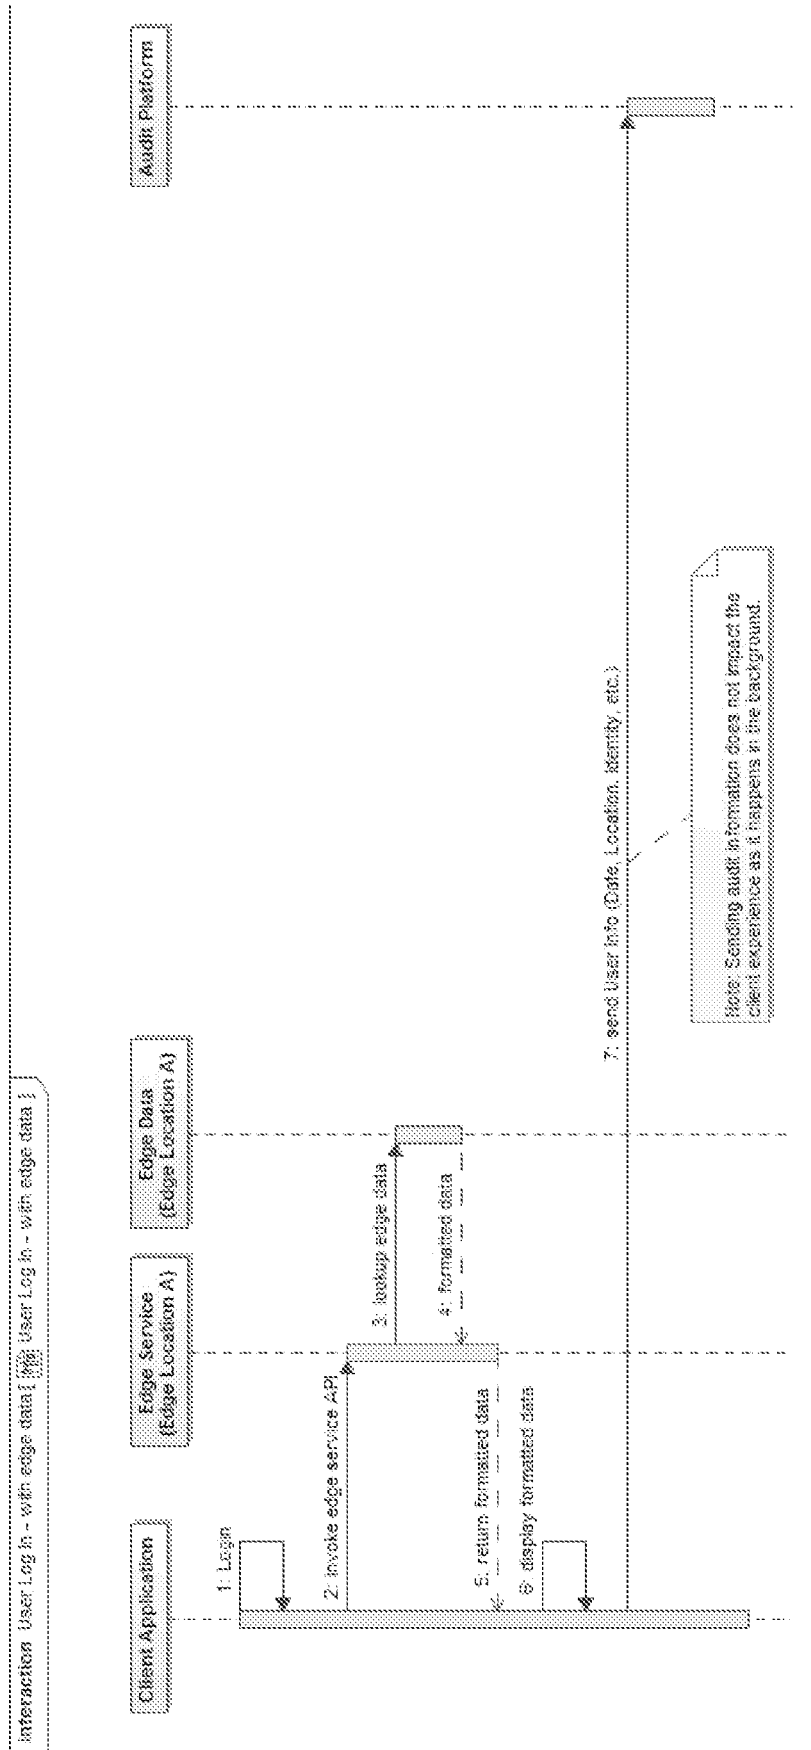 interaction User Log in - with edge data [ User Log in - with edge data ]
Client Application
Edge Service
(Edge Location A)
Edge Data
(Edge Location A)
Audit Platform
1: Login
2: invoke edge service API
3: lookup edge data
4: formatted data
5: return formatted data
6: display formatted data
7: send User info (Date, Location, Identity, etc.)
Note: Sending audit information does not impact the
client experience as it happens in the background.